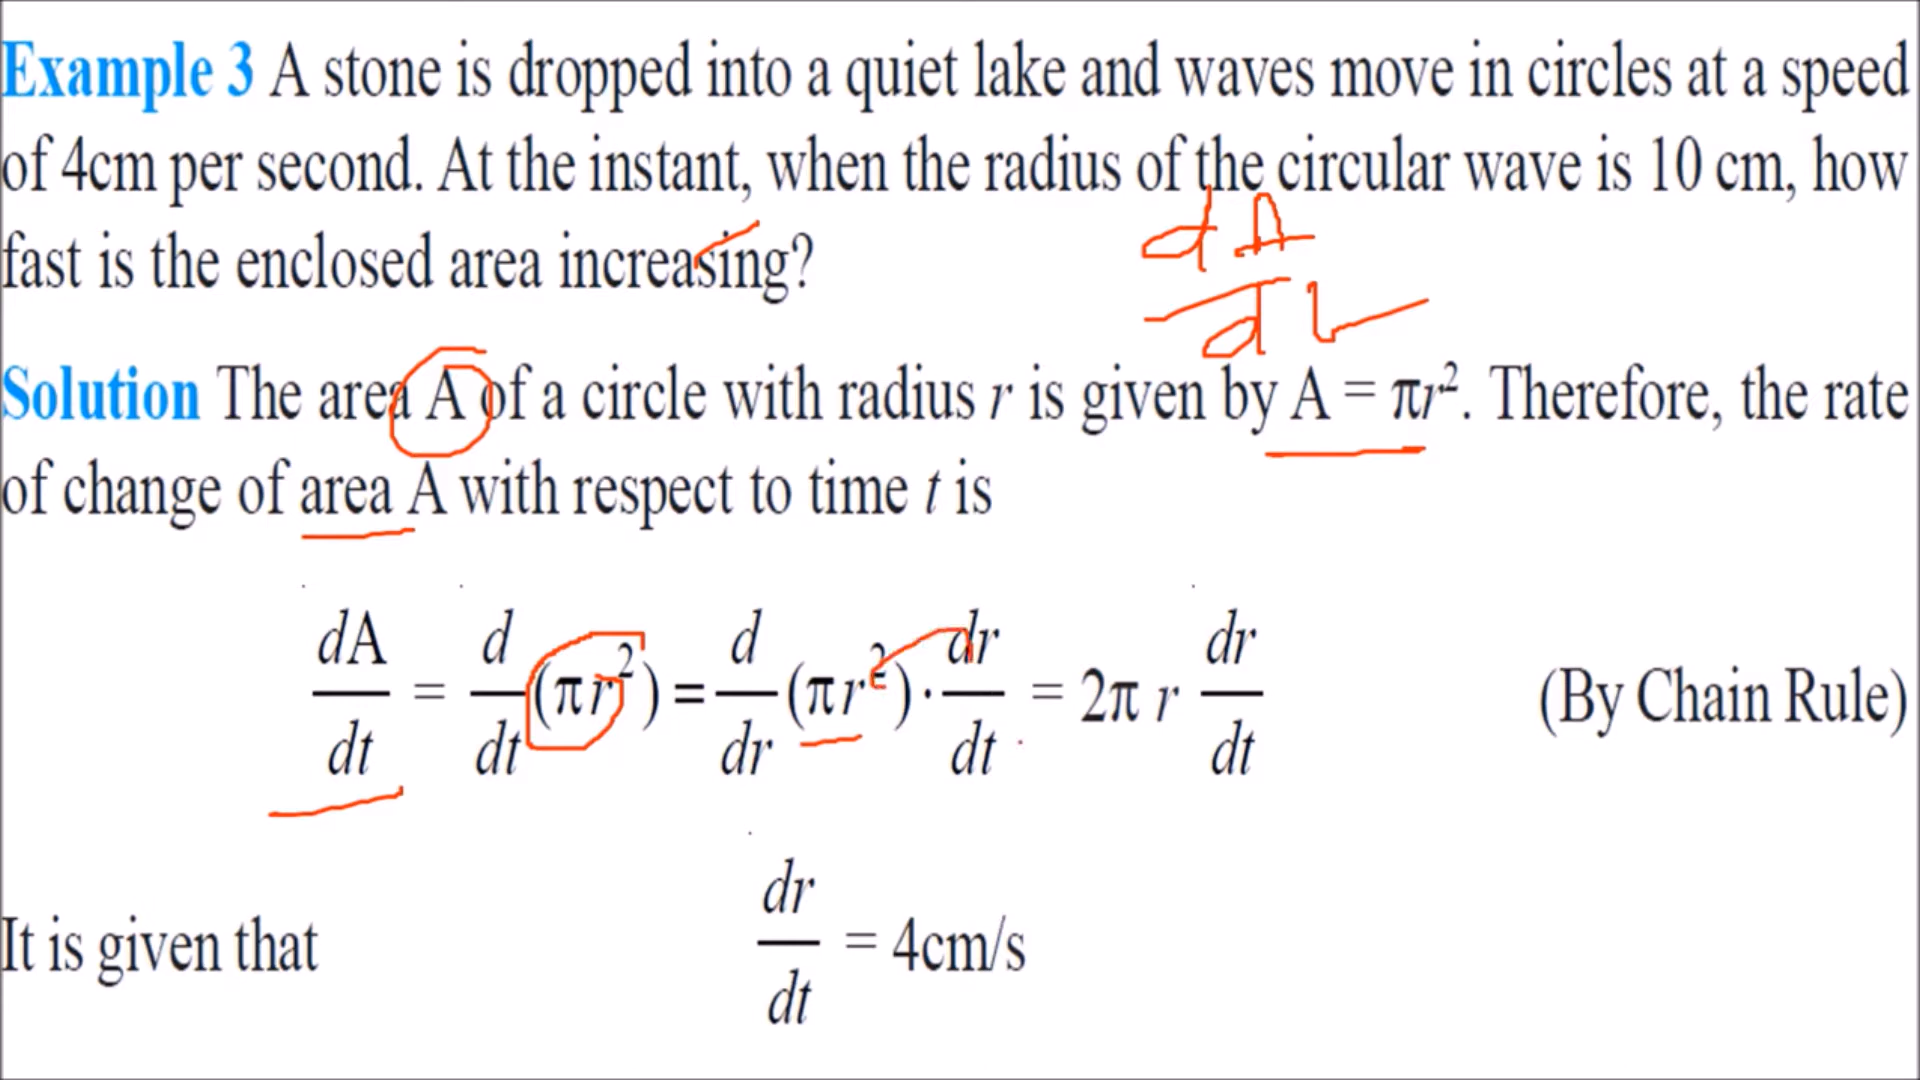 Example 3 A stone is dropped into a quiet lake and waves move in circles at a speed
of 4cm per second. At the instant, when the radius of the circular wave is 10 cm, how
fast is the enclosed area increasing?
dA/dt
Solution The area A of a circle with radius r is given by A = πr². Therefore, the rate
of change of area A with respect to time t is
dA/dt = d/dt (πr²) = d/dr (πr²) · dr/dt = 2π r dr/dt (By Chain Rule)
It is given that dr/dt = 4cm/s